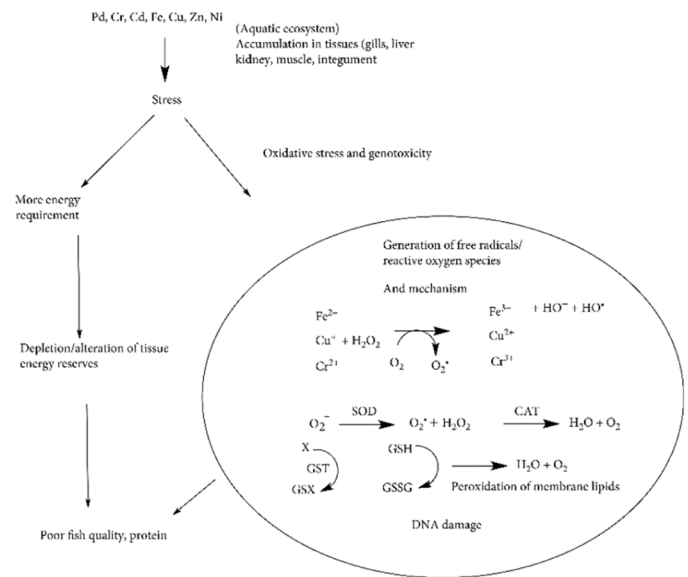 Pd, Cr, Cd, Fe, Cu, Zn, Ni
(Aquatic ecosystem)
Accumulation in tissues (gills, liver
kidney, muscle, integument
Stress
Oxidative stress and genotoxicity
More energy
requirement
Depletion/alteration of tissue
energy reserves
Poor fish quality, protein
Generation of free radicals/
reactive oxygen species
And mechanism
Fe²⁻
Cu⁺ + H₂O₂
Cr²⁺
O₂ O₂•
Fe³⁻ + HO⁻ + HO•
Cu²⁺
Cr³⁺
O₂⁻ SOD O₂• + H₂O₂ CAT H₂O + O₂
X
GST
GSX
GSH
GSSG
H₂O + O₂
Peroxidation of membrane lipids
DNA damage